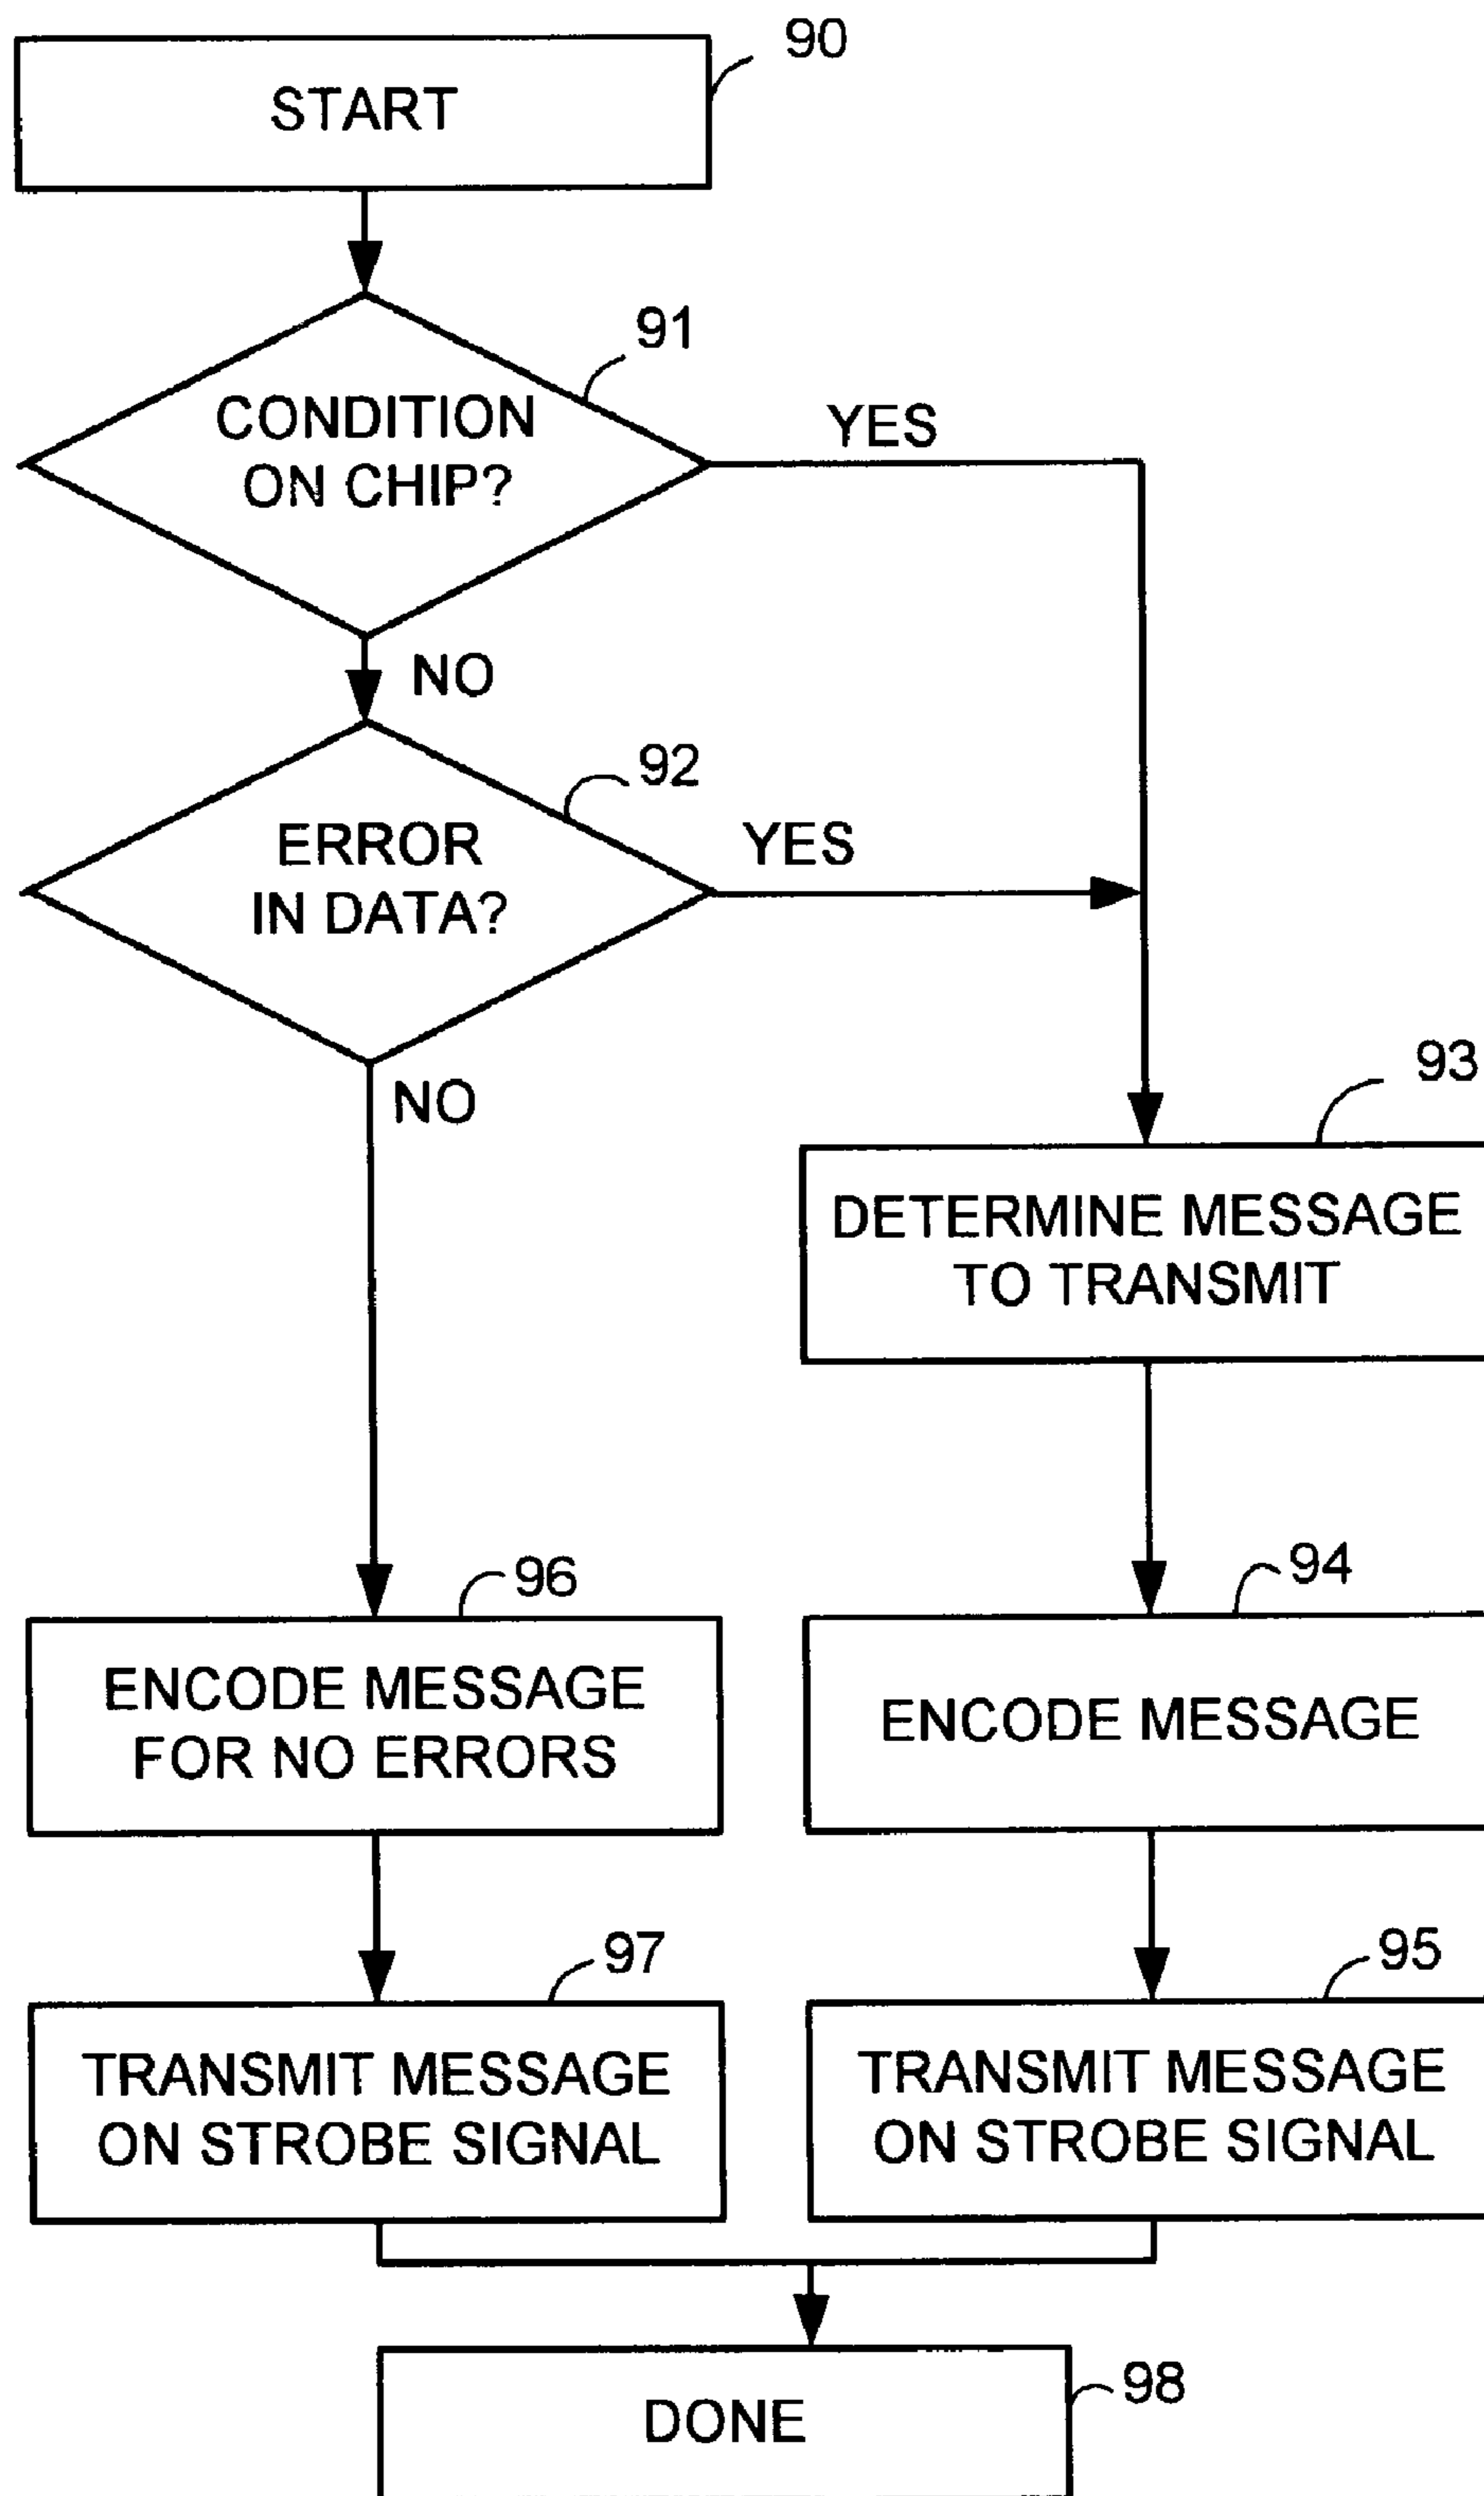 90
START
91
CONDITION
ON CHIP?
YES
NO
92
ERROR
IN DATA?
YES
NO
93
DETERMINE MESSAGE
TO TRANSMIT
96
ENCODE MESSAGE
FOR NO ERRORS
94
ENCODE MESSAGE
97
TRANSMIT MESSAGE
ON STROBE SIGNAL
95
TRANSMIT MESSAGE
ON STROBE SIGNAL
98
DONE